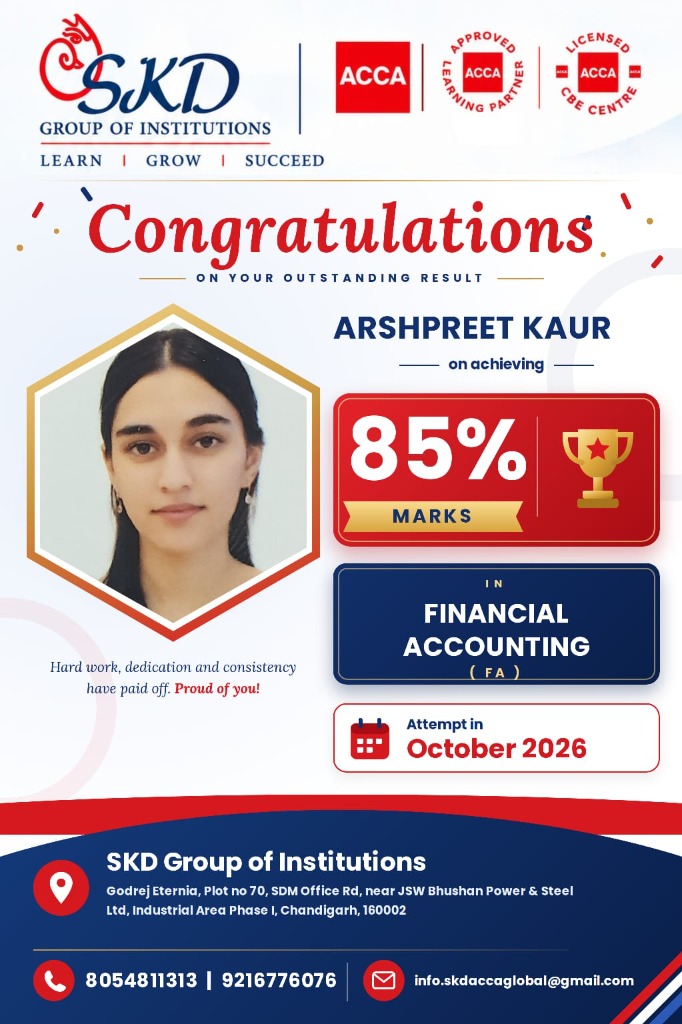 SKD
GROUP OF INSTITUTIONS
LEARN | GROW | SUCCEED
ACCA
APPROVED
ACCA
LEARNING PARTNER
LICENSED
ACCA ACCA ACCA
CBE CENTRE
Congratulations
ON YOUR OUTSTANDING RESULT
ARSHPREET KAUR
on achieving
85%
MARKS
IN
FINANCIAL
ACCOUNTING
( FA )
Hard work, dedication and consistency
have paid off. Proud of you!
Attempt in
October 2026
SKD Group of Institutions
Godrej Eternia, Plot no 70, SDM Office Rd, near JSW Bhushan Power & Steel
Ltd, Industrial Area Phase I, Chandigarh, 160002
8054811313 | 9216776076
info.skdaccaglobal@gmail.com